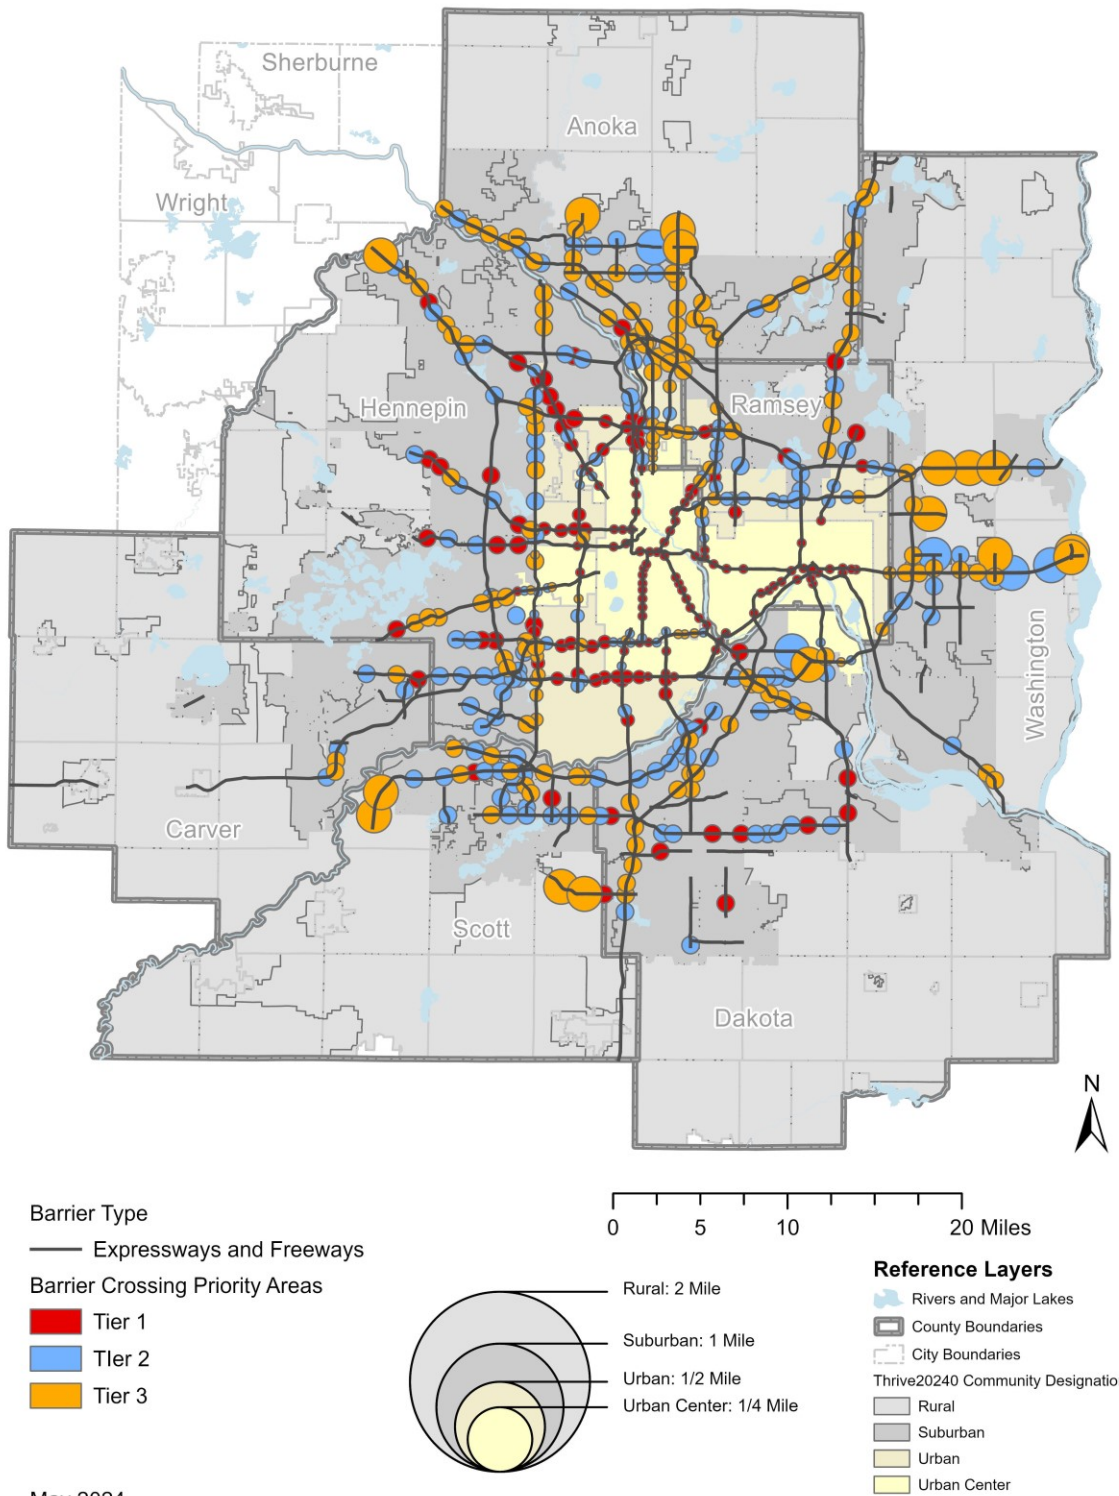 Sherburne
Anoka
Wright
Hennepin
Ramsey
Washington
Carver
7
Scott
Dakota
N
Barrier Type
Expressways and Freeways
Barrier Crossing Priority Areas
Tier 1
TIer 2
Tier 3
0 5 10 20 Miles
Rural: 2 Mile
Suburban: 1 Mile
Urban: 1/2 Mile
Urban Center: 1/4 Mile
Reference Layers
Rivers and Major Lakes
County Boundaries
City Boundaries
Thrive20240 Community Designatio
Rural
Suburban
Urban
Urban Center
May 2024